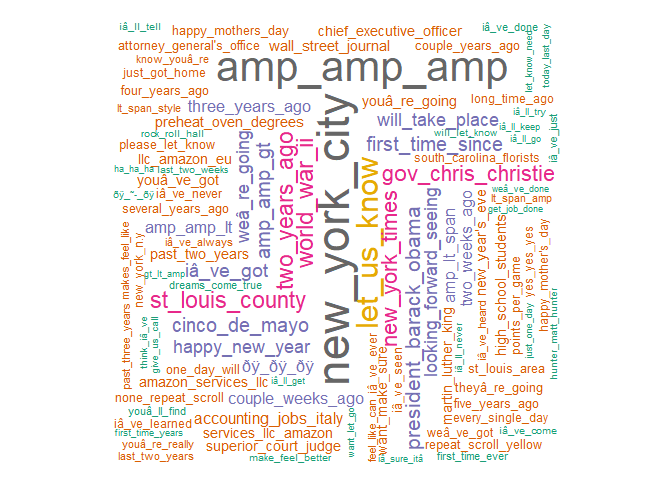 iâ_ll_tell
happy_mothers_day
chief_executive_officer
iâ_ve_done
attorney_general's_office
wall_street_journal
couple_years_ago
know_youâ_re
just_got_home
amp_amp_amp
let_know_need
today_last_day
four_years_ago
lt_span_style
three_years_ago
youâ_re_going
long_time_ago
preheat_oven_degrees
will_take_place
iâ_ll_try
iâ_ll_keep
rock_roll_hall
will_let_know
iâ_ll_go
iâ_ve_just
please_let_know
first_time_since
ha_ha_ha
last_two_weeks
llc_amazon_eu
south_carolina_florists
youâ_ve_got
gov_chris_christie
ðÿ_~-_ðÿ
iâ_ve_never
weâ_ve_done
several_years_ago
lt_span_amp
get_job_done
amp_amp_lt
weâ_re_going
amp_amp_gt
two_years_ago
world_war_ii
new_york_city
let_us_know
new_york_times
president_barack_obama
looking_forward_seeing
amp_lt_span
two_weeks_ago
new_year's_eve
iâ_ve_heard
high_school_students
points_per_game
just_one_day
yes_yes_yes
happy_mother's_day
hunter_matt_hunter
iâ_ve_always
past_two_years
makes_feel_like
new_york_n.y
past_three_years
gt_lt_amp
iâ_ve_got
dreams_come_true
st_louis_county
think_iâ_ve
give_us_call
cinco_de_mayo
happy_new_year
one_day_will
ðÿ_ðÿ_ðÿ
amazon_services_llc
iâ_ll_get
none_repeat_scroll
couple_weeks_ago
youâ_ll_find
iâ_ve_learned
accounting_jobs_italy
first_time_years
services_llc_amazon
want_let_go
youâ_re_really
superior_court_judge
last_two_years
make_feel_better
feel_like_can
iâ_ve_ever
want_make_sure
iâ_ve_seen
martin_luther_king
iâ_ll_never
st_louis_area
theyâ_re_going
five_years_ago
every_single_day
weâ_ve_got
iâ_ve_come
repeat_scroll_yellow
iâ_sure_itâ
first_time_ever